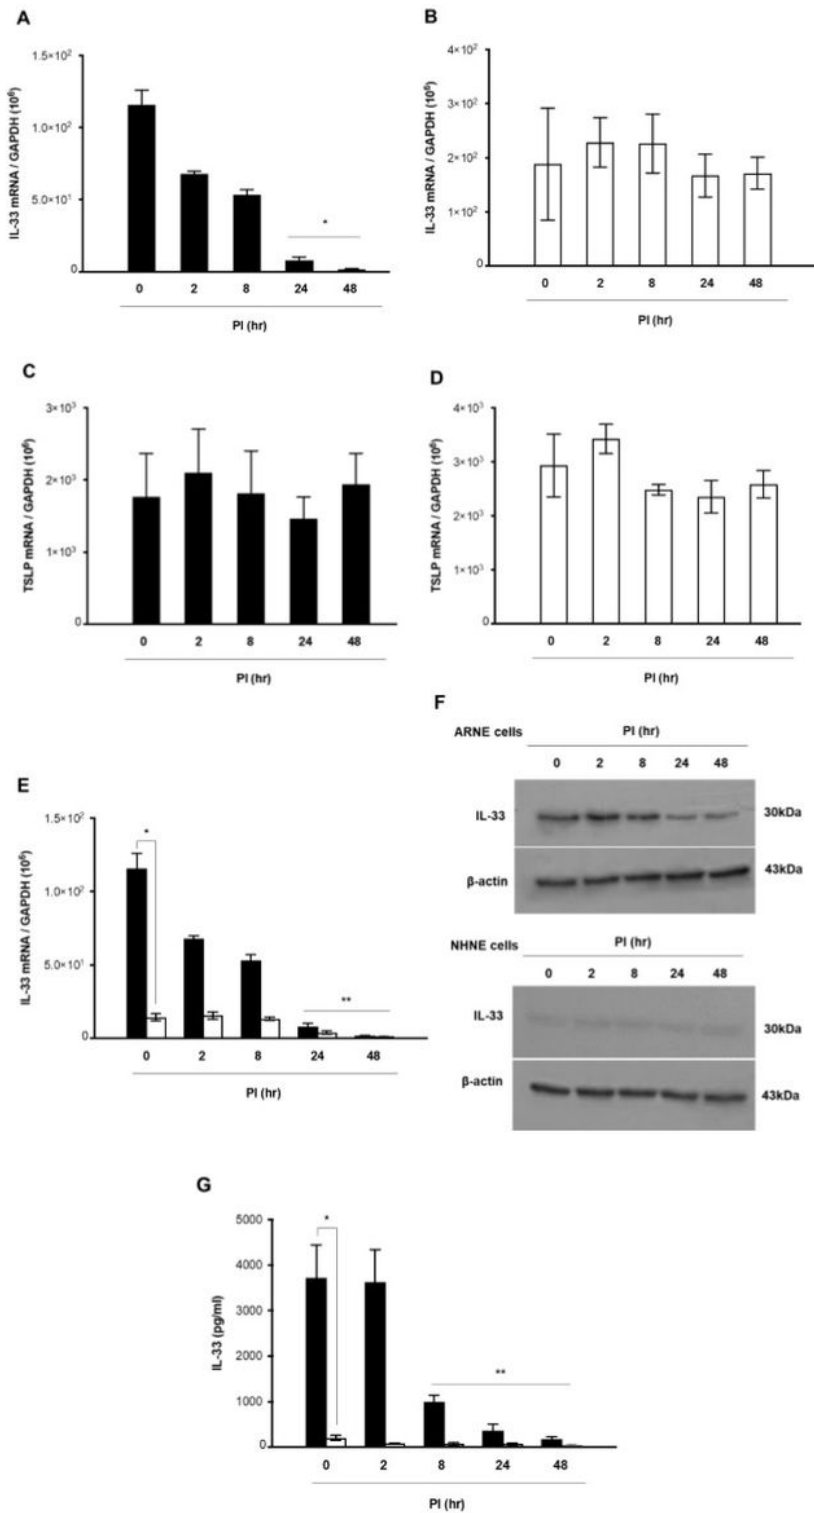 A
IL-33 mRNA / GAPDH (10⁶)
1.5×10²
1.0×10²
5.0×10¹
0
*
0 2 8 24 48
PI (hr)
B
IL-33 mRNA / GAPDH (10⁶)
4×10²
3×10²
2×10²
1×10²
0
0 2 8 24 48
PI (hr)
C
TSLP mRNA / GAPDH (10⁶)
3×10³
2×10³
1×10³
0
0 2 8 24 48
PI (hr)
D
TSLP mRNA / GAPDH (10⁶)
4×10³
3×10³
2×10³
1×10³
0
0 2 8 24 48
PI (hr)
E
IL-33 mRNA / GAPDH (10⁶)
1.5×10²
1.0×10²
5.0×10¹
0
*
**
0 2 8 24 48
PI (hr)
F
ARNE cells PI (hr)
0 2 8 24 48
IL-33 30kDa
β-actin 43kDa
NHNE cells PI (hr)
0 2 8 24 48
IL-33 30kDa
β-actin 43kDa
G
IL-33 (pg/ml)
5000
4000
3000
2000
1000
0
*
**
0 2 8 24 48
PI (hr)